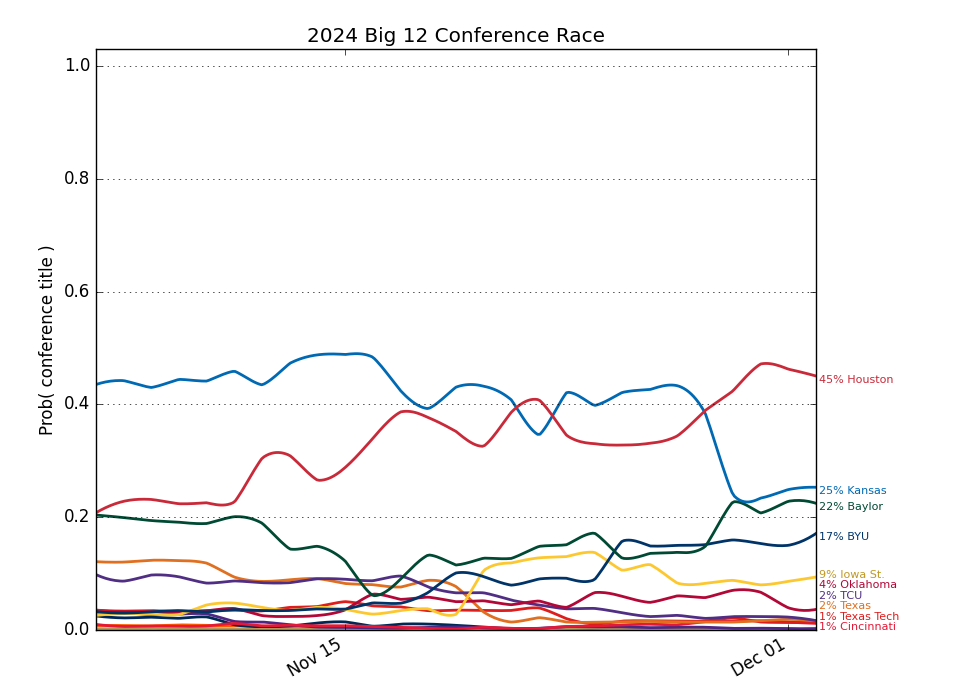 2024 Big 12 Conference Race
Prob( conference title )
1.0
0.8
0.6
0.4
0.2
0.0
Nov 15
Dec 01
45% Houston
25% Kansas
22% Baylor
17% BYU
9% Iowa St.
4% Oklahoma
2% TCU
2% Texas
1% Texas Tech
1% Cincinnati